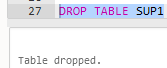 27 DROP TABLE SUP1
Table dropped.